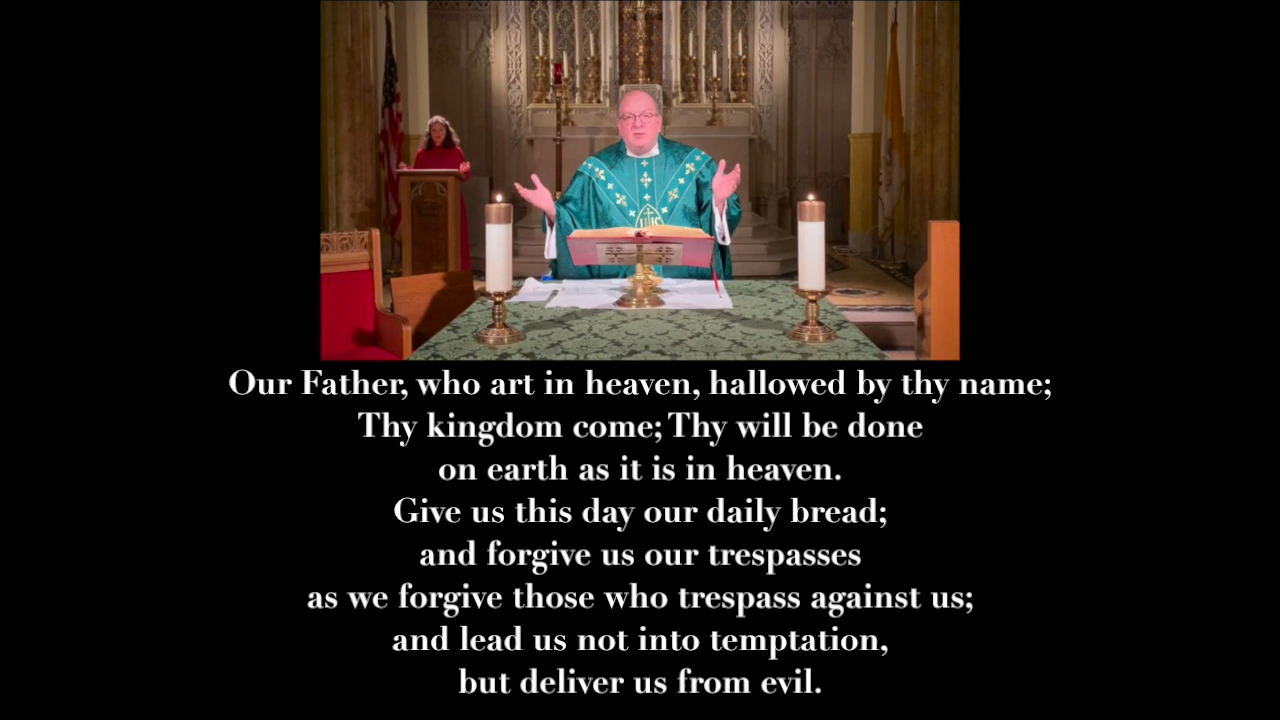 Our Father, who art in heaven, hallowed by thy name;
Thy kingdom come; Thy will be done
on earth as it is in heaven.
Give us this day our daily bread;
and forgive us our trespasses
as we forgive those who trespass against us;
and lead us not into temptation,
but deliver us from evil.